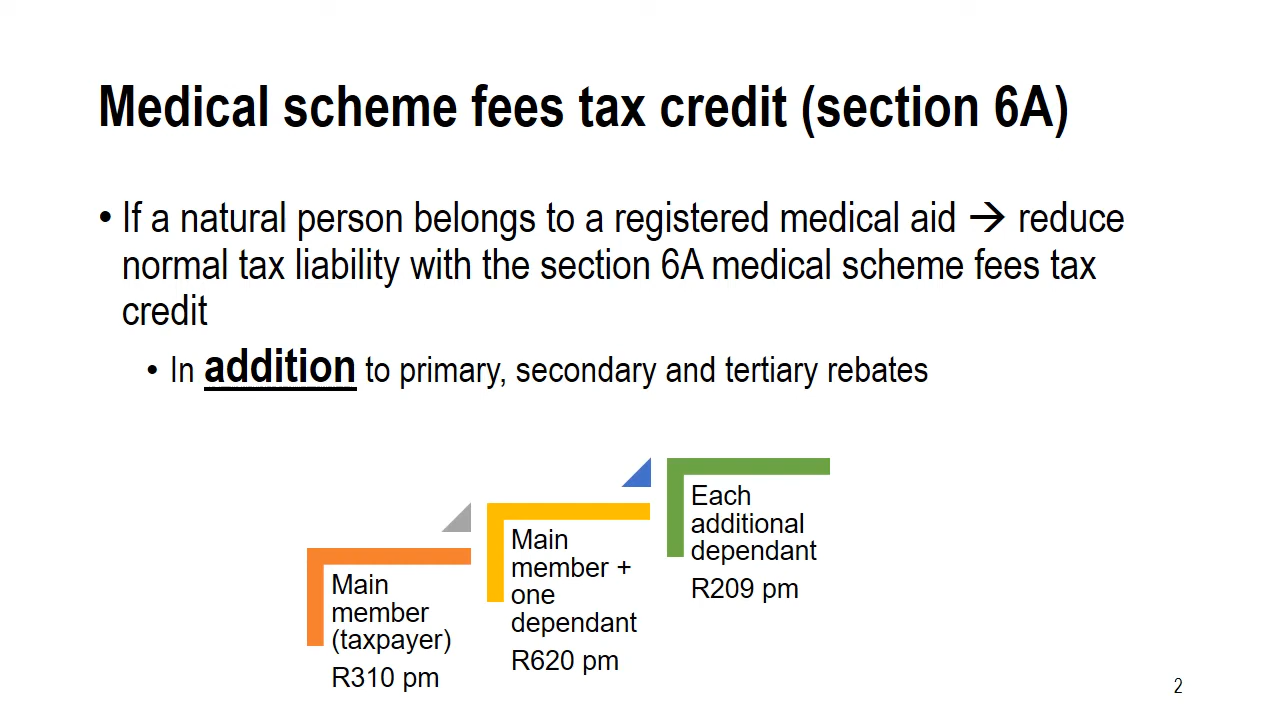 Medical scheme fees tax credit (section 6A)
• If a natural person belongs to a registered medical aid → reduce
normal tax liability with the section 6A medical scheme fees tax
credit
• In addition to primary, secondary and tertiary rebates
Main
member
(taxpayer)
R310 pm
Main
member +
one
dependant
R620 pm
Each
additional
dependant
R209 pm
2